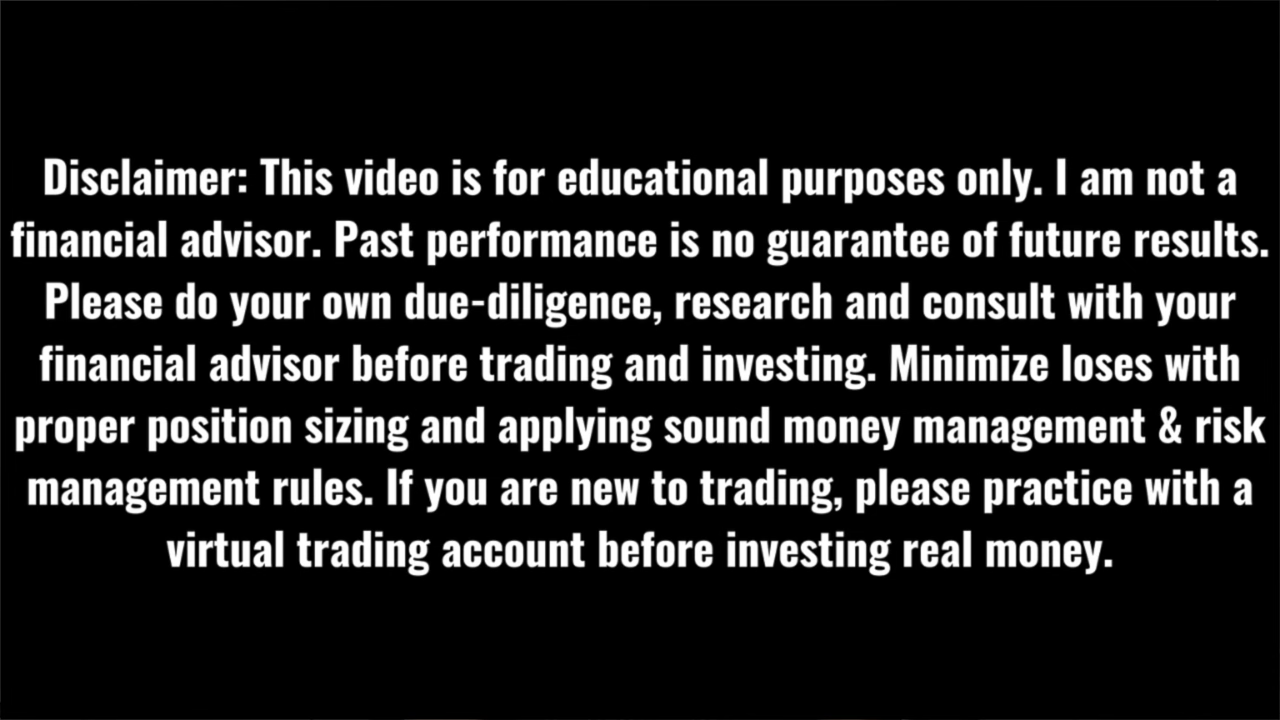 Disclaimer: This video is for educational purposes only. I am not a
financial advisor. Past performance is no guarantee of future results.
Please do your own due-diligence, research and consult with your
financial advisor before trading and investing. Minimize loses with
proper position sizing and applying sound money management & risk
management rules. If you are new to trading, please practice with a
virtual trading account before investing real money.